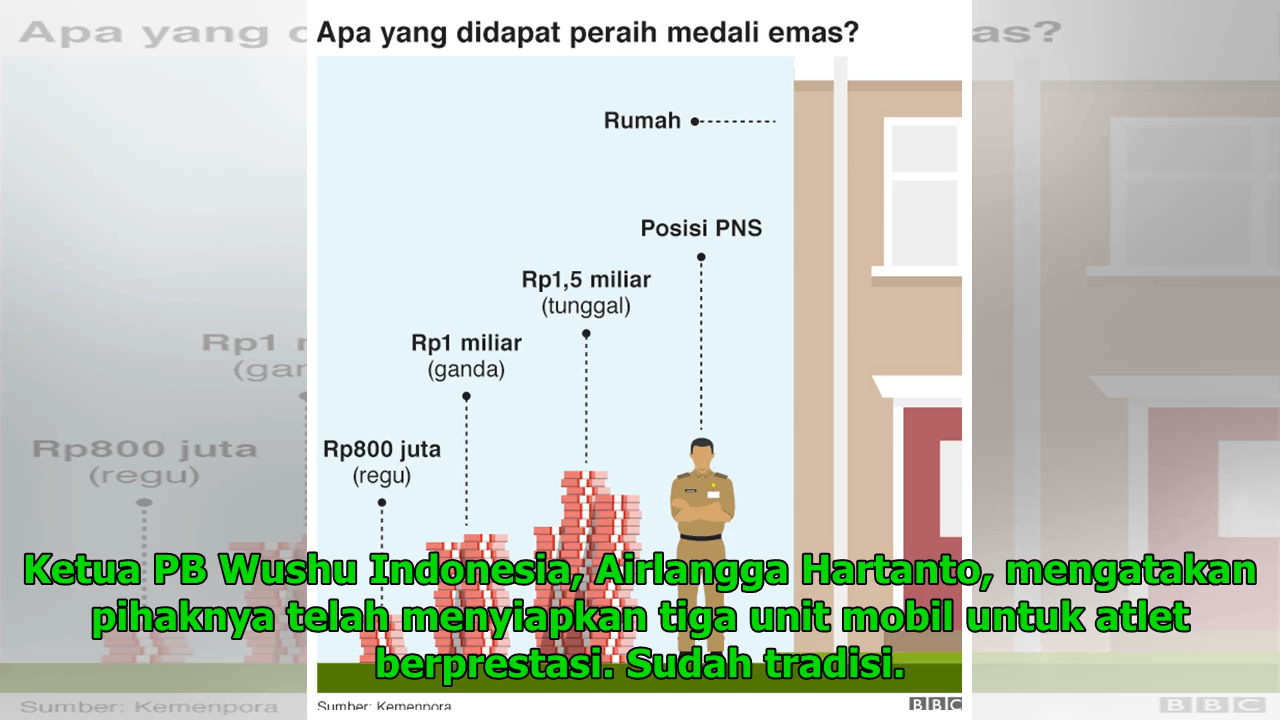 Apa yang didapat peraih medali emas?
Rumah
Posisi PNS
Rp1,5 miliar
(tunggal)
Rp1 miliar
(ganda)
Rp800 juta
(regu)
Ketua PB Wushu Indonesia, Airlangga Hartanto, mengatakan
pihaknya telah menyiapkan tiga unit mobil untuk atlet
berprestasi. Sudah tradisi.
Sumber: Kemenpora
BBC